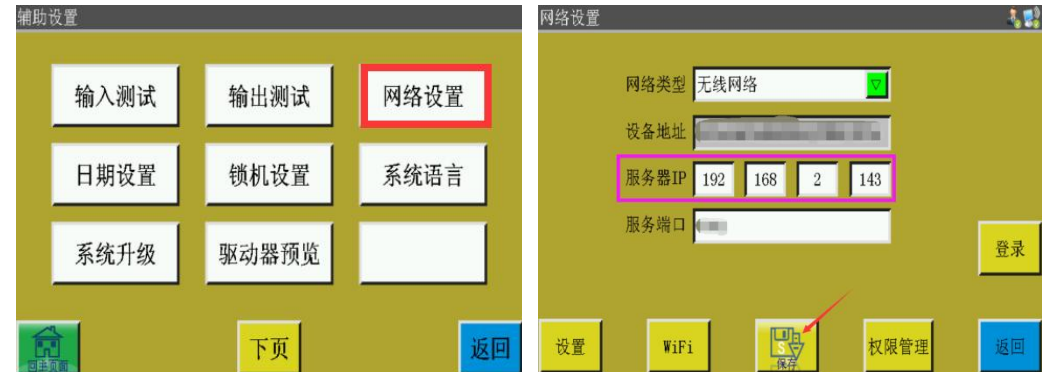 辅助设置
输入测试 输出测试 网络设置
日期设置 锁机设置 系统语言
系统升级 驱动器预览
回主页面 下页 返回
网络设置
网络类型 无线网络
设备地址
服务器IP 192 168 2 143
服务端口
登录
设置 WiFi 保存 权限管理 返回